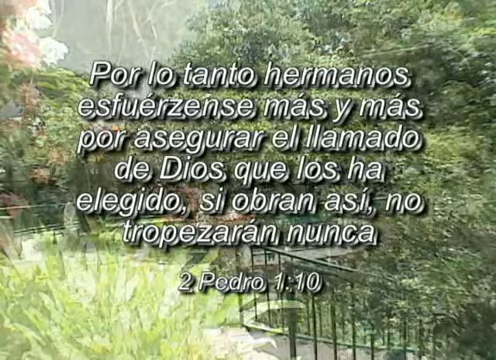 Por lo tanto hermanos
esfuérzense más y más
por asegurar el llamado
de Dios que los ha
elegido, si obran así, no
tropezarán nunca
2 Pedro 1:10